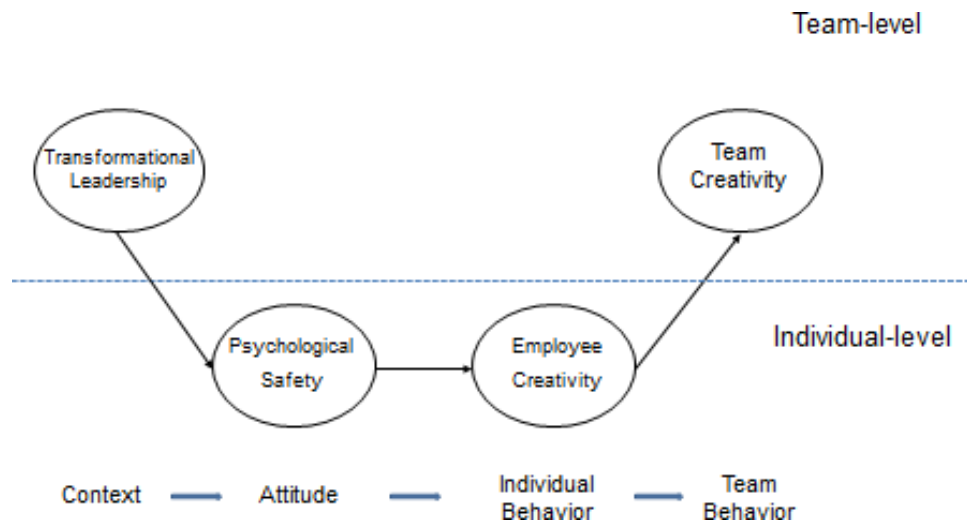 Team-level
Transformational
Leadership
Team
Creativity
Individual-level
Psychological
Safety
Employee
Creativity
Context
Attitude
Individual
Behavior
Team
Behavior